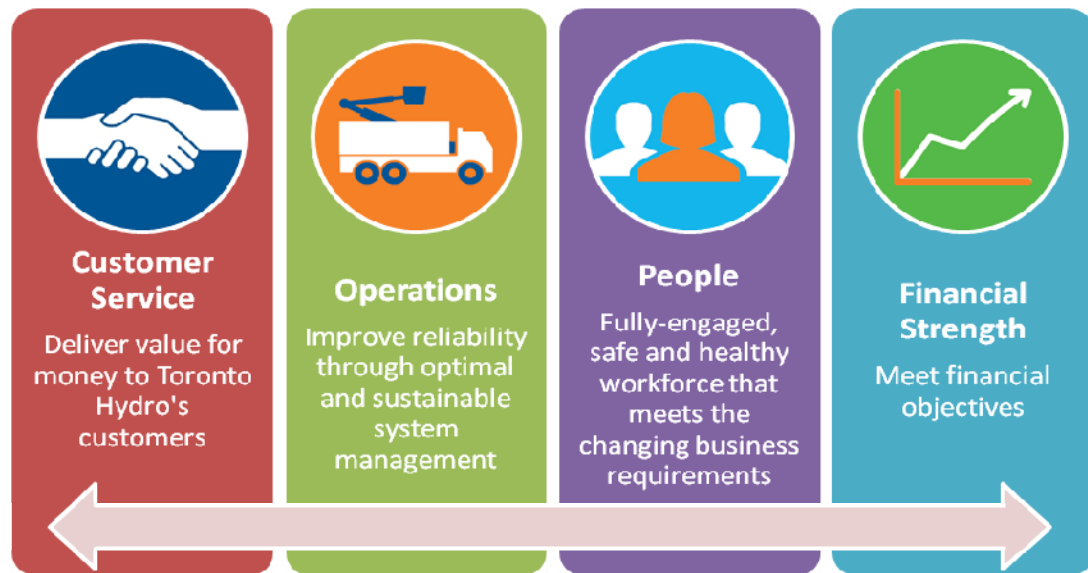 Customer
Service
Deliver value for
money to Toronto
Hydro's
customers
Operations
Improve reliability
through optimal
and sustainable
system
management
People
Fully-engaged,
safe and healthy
workforce that
meets the
changing business
requirements
Financial
Strength
Meet financial
objectives